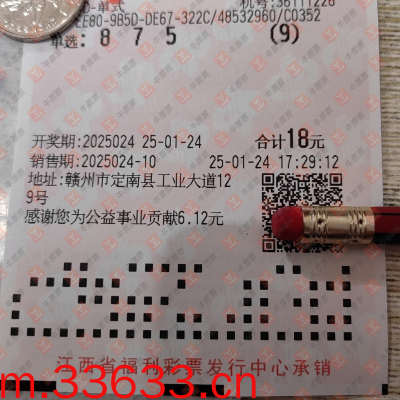 D-单式 机号:36111226
EE80-9B5D-DE67-322C/48532960/C0352
单选: 8 7 5 (9)
开奖期:2025024 25-01-24 合计18元
销售期:2025024-10 25-01-24 17:29:12
地址:赣州市定南县工业大道12
9号
感谢您为公益事业贡献6.12元
江西省福利彩票发行中心承销
m.33633.cn